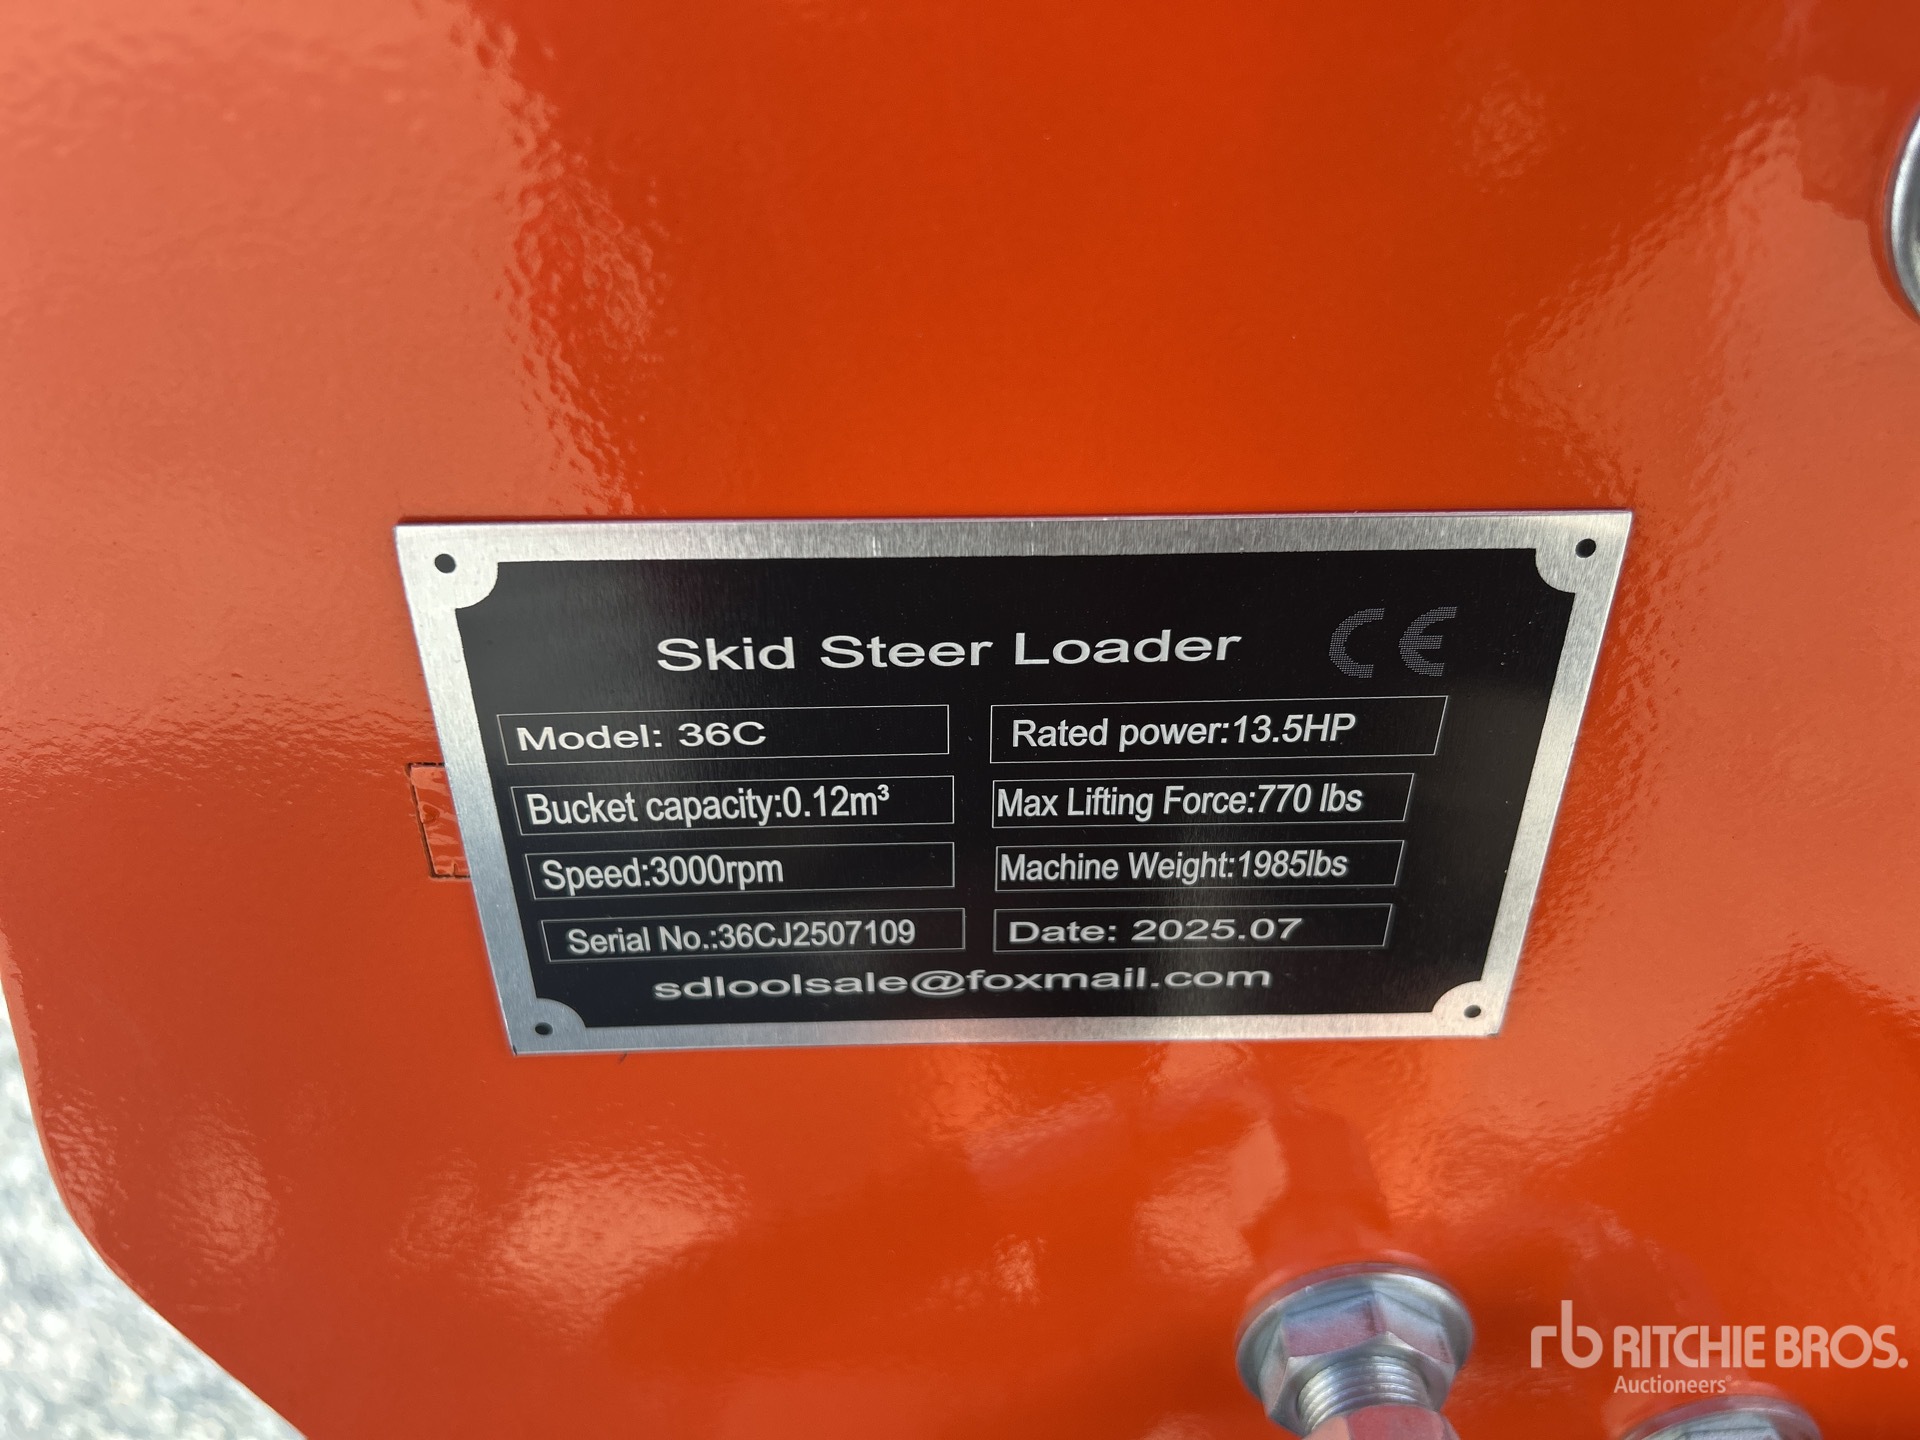 Skid Steer Loader CE
Model: 36C Rated power:13.5HP
Bucket capacity:0.12m³ Max Lifting Force:770 lbs
Speed:3000rpm Machine Weight:1985lbs
Serial No.:36CJ2507109 Date: 2025.07
sdloolsale@foxmail.com
rb RITCHIE BROS.
Auctioneers